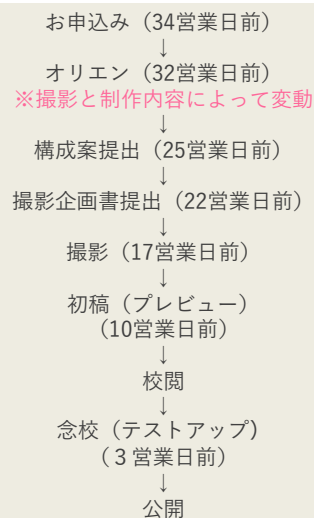 お申込み（34営業日前）
↓
オリエン（32営業日前）
※撮影と制作内容によって変動
↓
構成案提出（25営業日前）
↓
撮影企画書提出（22営業日前）
↓
撮影（17営業日前）
↓
初稿（プレビュー）
（10営業日前）
↓
校閲
↓
念校（テストアップ)
（３営業日前）
↓
公開